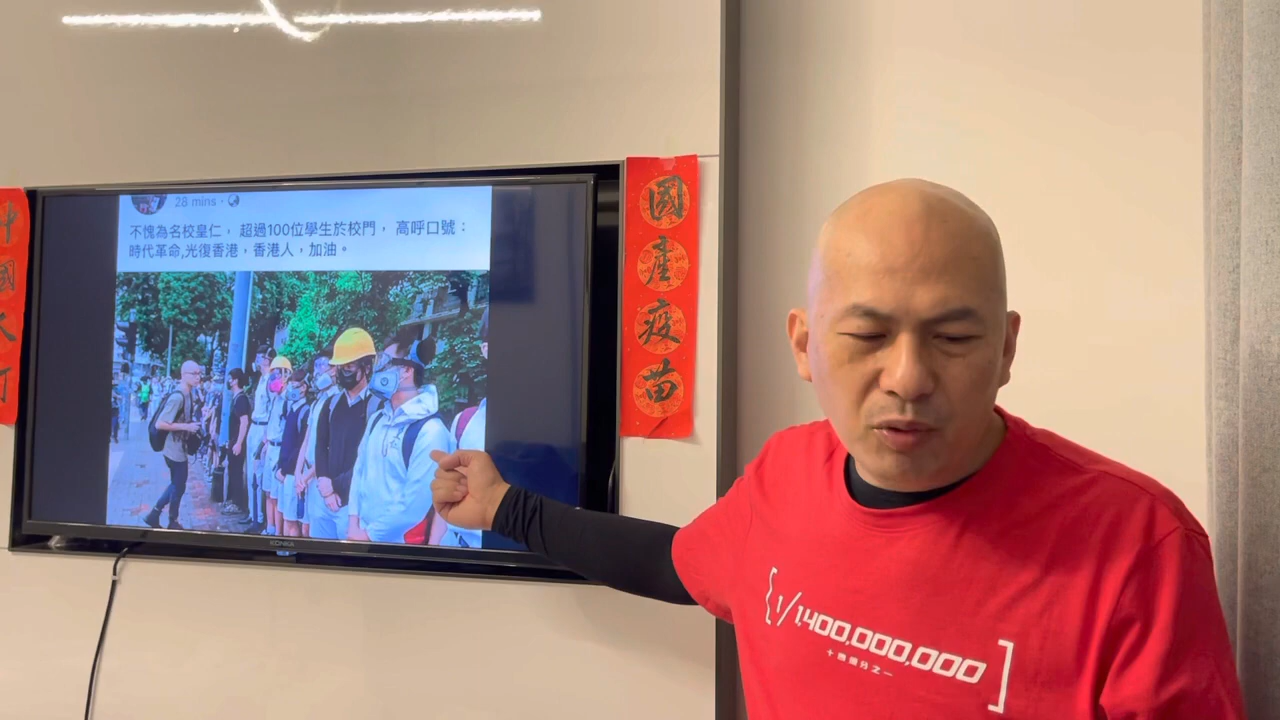 28 mins ·
不愧為名校皇仁， 超過100位學生於校門， 高呼口號：
時代革命,光復香港，香港人，加油。
KONKA
國產疫苗
[1/1,400,000,000]
十四億分之一